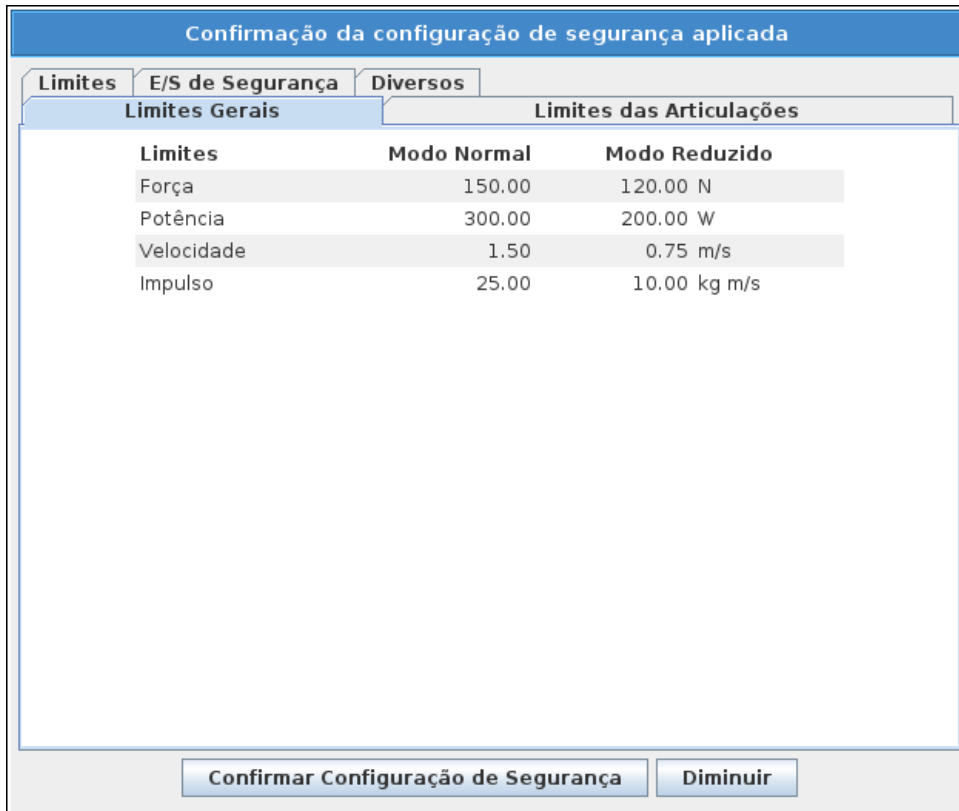 Confirmação da configuração de segurança aplicada
Limites E/S de Segurança Diversos
Limites Gerais Limites das Articulações
Limites Modo Normal Modo Reduzido
Força 150.00 120.00 N
Potência 300.00 200.00 W
Velocidade 1.50 0.75 m/s
Impulso 25.00 10.00 kg m/s
Confirmar Configuração de Segurança Diminuir